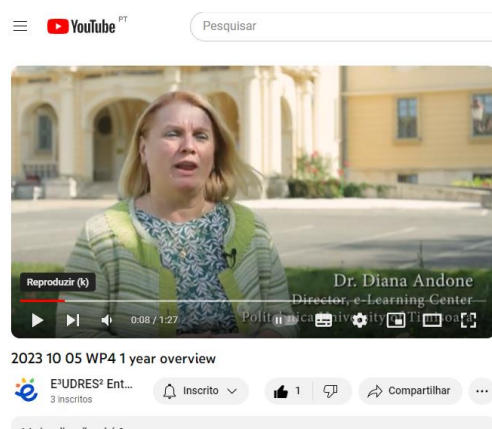 YouTube PT
Pesquisar
Reproduzir (k)
0:08 / 1:27
Dr. Diana Andone
Director, e-Learning Center
Politehnica University of Timisoara
2023 10 05 WP4 1 year overview
E³UDRES² Ent...
3 inscritos
Inscrito
1
Compartilhar